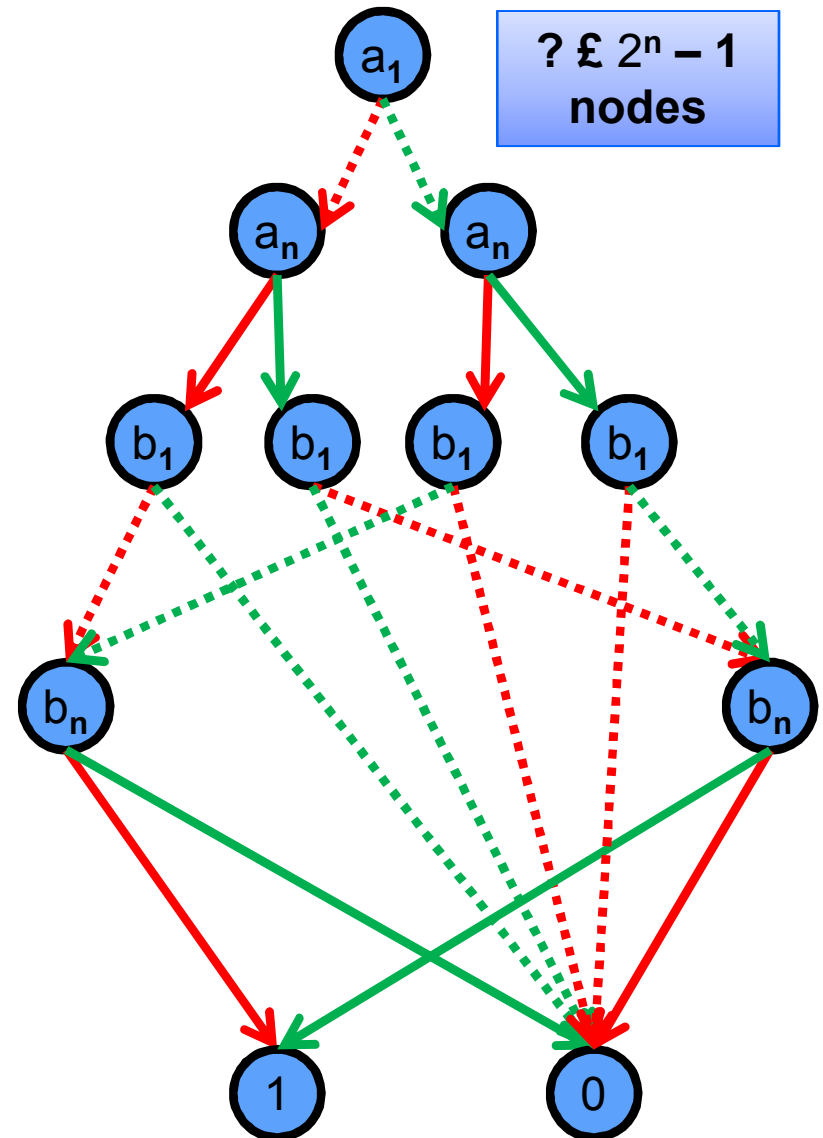 a₁
? £ 2ⁿ – 1
nodes
aₙ aₙ
b₁ b₁ b₁ b₁
bₙ bₙ
1 0